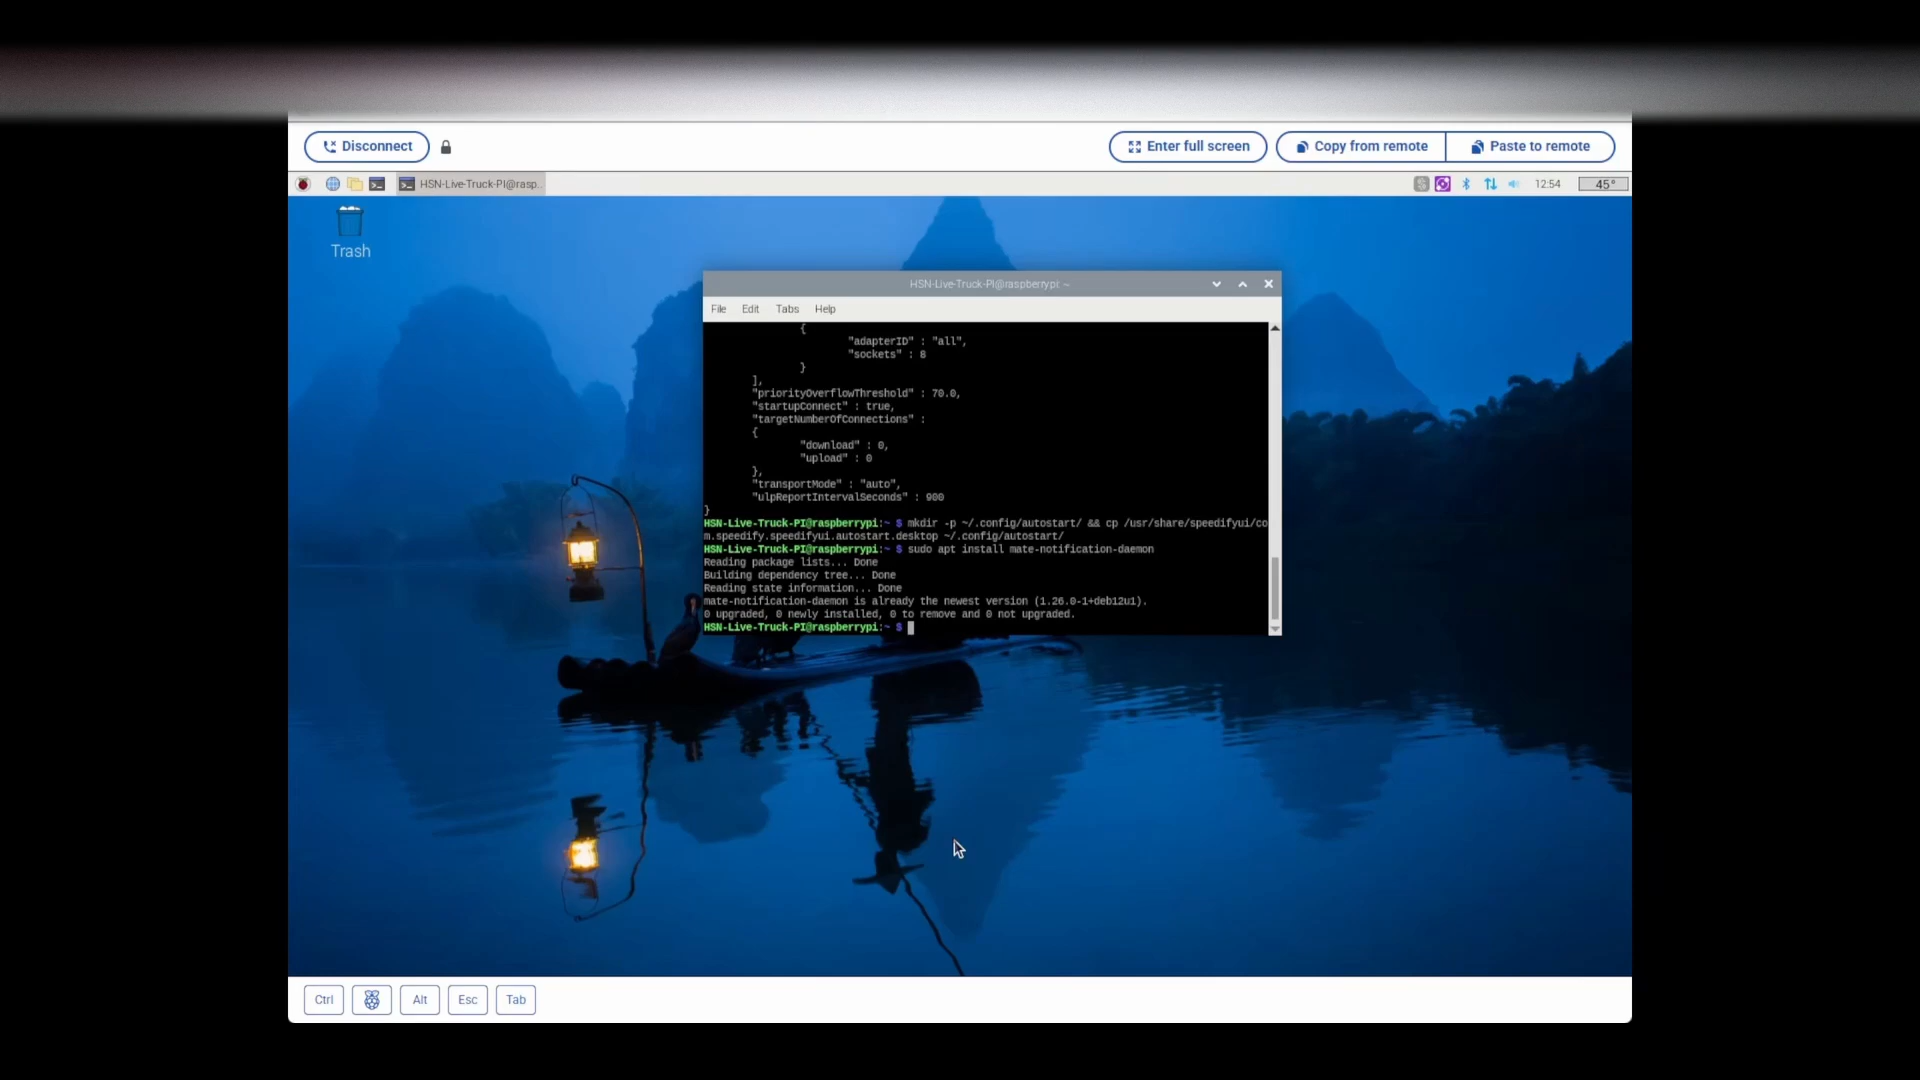 Disconnect
Enter full screen
Copy from remote
Paste to remote
HSN-Live-Truck-PI@rasp..
12:54
45°
Trash
HSN-Live-Truck-PI@raspberrypi: ~
File Edit Tabs Help
{
"adapterID" : "all",
"sockets" : 8
}
],
"priorityOverflowThreshold" : 70.0,
"startupConnect" : true,
"targetNumberOfConnections" :
{
"download" : 0,
"upload" : 0
},
"transportMode" : "auto",
"ulpReportIntervalSeconds" : 900
}
HSN-Live-Truck-PI@raspberrypi:~ $ mkdir -p ~/.config/autostart/ && cp /usr/share/speedifyui/co
m.speedify.speedifyui.autostart.desktop ~/.config/autostart/
HSN-Live-Truck-PI@raspberrypi:~ $ sudo apt install mate-notification-daemon
Reading package lists... Done
Building dependency tree... Done
Reading state information... Done
mate-notification-daemon is already the newest version (1.26.0-1+deb12u1).
0 upgraded, 0 newly installed, 0 to remove and 0 not upgraded.
HSN-Live-Truck-PI@raspberrypi:~ $
Ctrl
Alt
Esc
Tab